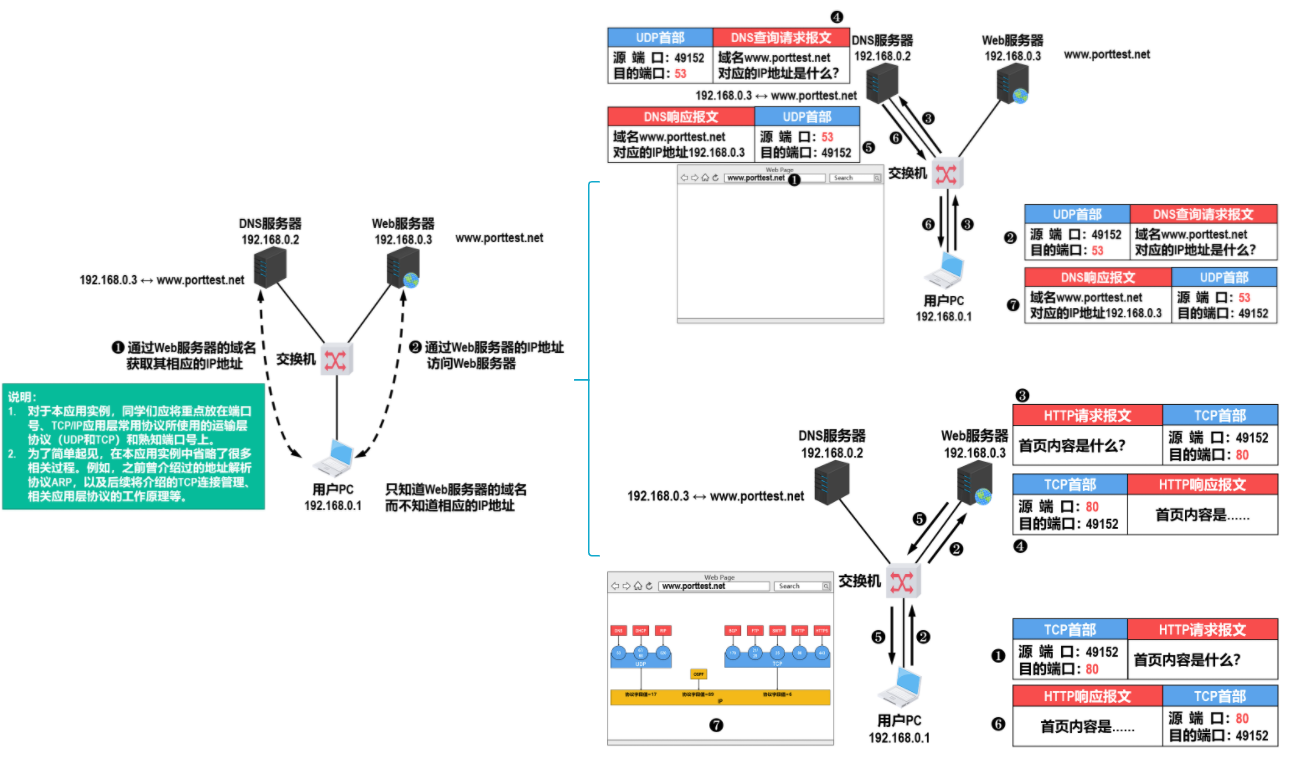 DNS服务器
192.168.0.2
Web服务器
192.168.0.3
www.porttest.net
192.168.0.3 ↔ www.porttest.net
❶ 通过Web服务器的域名
获取其相应的IP地址
❷ 通过Web服务器的IP地址
访问Web服务器
交换机
用户PC
192.168.0.1
只知道Web服务器的域名
而不知道相应的IP地址
说明：
1. 对于本应用实例，同学们应将重点放在端口
号、TCP/IP应用层常用协议所使用的运输层
协议（UDP和TCP）和熟知端口号上。
2. 为了简单起见，在本应用实例中省略了很多
相关过程。例如，之前曾介绍过的地址解析
协议ARP，以及后续将介绍的TCP连接管理、
相关应用层协议的工作原理等。
❹
UDP首部 DNS查询请求报文
源 端 口：49152 域名www.porttest.net
目的端口：53 对应的IP地址是什么？
DNS服务器
192.168.0.2
Web服务器
192.168.0.3
www.porttest.net
192.168.0.3 ↔ www.porttest.net
DNS响应报文 UDP首部
域名www.porttest.net 源 端 口：53
对应的IP地址192.168.0.3 目的端口：49152
❺
❸
❻
Web Page
www.porttest.net ❶ Search
交换机
❻ ❸
用户PC
192.168.0.1
❷
UDP首部 DNS查询请求报文
源 端 口：49152 域名www.porttest.net
目的端口：53 对应的IP地址是什么？
❼
DNS响应报文 UDP首部
域名www.porttest.net 源 端 口：53
对应的IP地址192.168.0.3 目的端口：49152
DNS服务器
192.168.0.2
Web服务器
192.168.0.3
192.168.0.3 ↔ www.porttest.net
❸
HTTP请求报文 TCP首部
首页内容是什么？
源 端 口：49152
目的端口：80
TCP首部 HTTP响应报文
源 端 口：80
目的端口：49152
首页内容是……
❹
❺
❷
交换机
❺ ❷
用户PC
192.168.0.1
Web Page
www.porttest.net Search
DNS DHCP RIP BGP FTP SMTP HTTP HTTPS
UDP TCP
OSPF
协议字段值=17 协议字段值=89 协议字段值=6
IP
❼
❶
TCP首部 HTTP请求报文
源 端 口：49152
目的端口：80
首页内容是什么？
❻
HTTP响应报文 TCP首部
首页内容是……
源 端 口：80
目的端口：49152